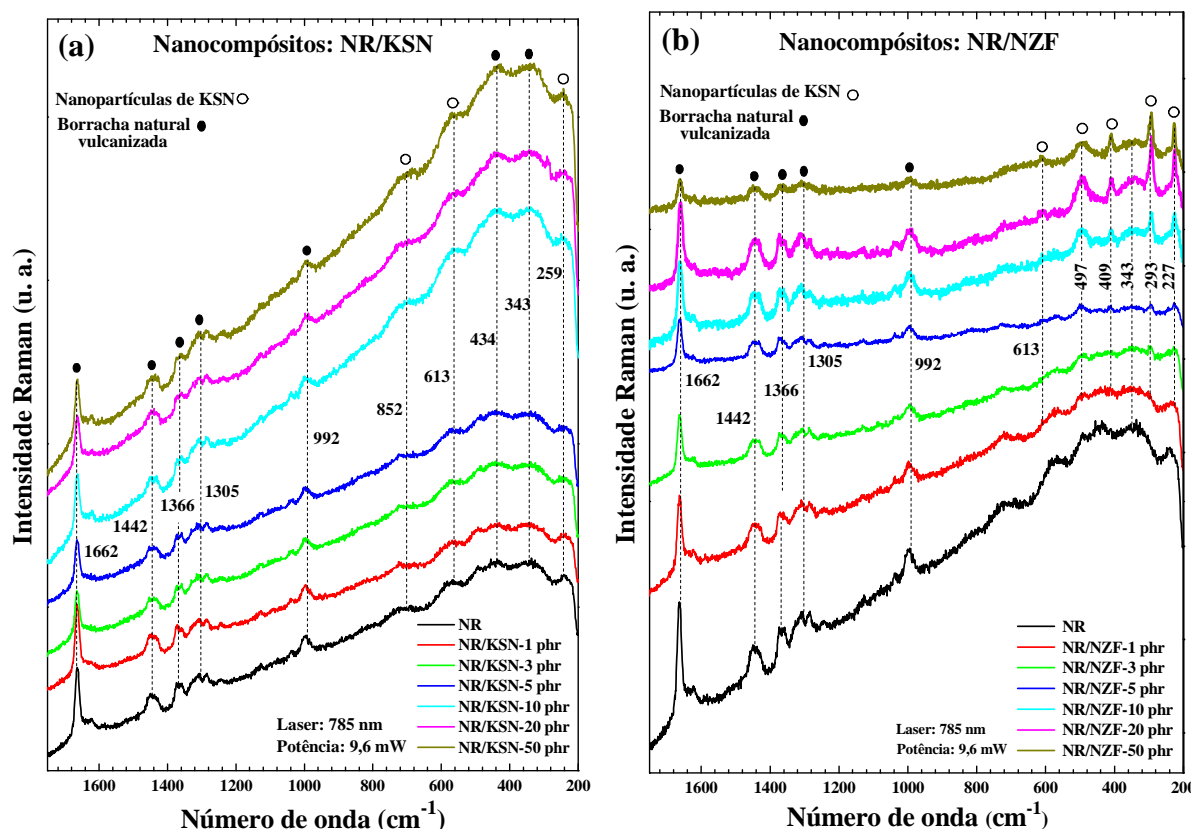 (a)
Nanocompósitos: NR/KSN
Nanopartículas de KSN
Borracha natural
vulcanizada
259
343
434
613
852
992
1305
1366
1442
1662
NR
NR/KSN-1 phr
NR/KSN-3 phr
NR/KSN-5 phr
NR/KSN-10 phr
NR/KSN-20 phr
NR/KSN-50 phr
Laser: 785 nm
Potência: 9,6 mW
1600 1400 1200 1000 800 600 400 200
Número de onda (cm-1)
Intensidade Raman (u. a.)
(b)
Nanocompósitos: NR/NZF
Nanopartículas de KSN
Borracha natural
vulcanizada
497
409
343
293
227
613
992
1305
1366
1442
1662
NR
NR/NZF-1 phr
NR/NZF-3 phr
NR/NZF-5 phr
NR/NZF-10 phr
NR/NZF-20 phr
NR/NZF-50 phr
Laser: 785 nm
Potência: 9,6 mW
1600 1400 1200 1000 800 600 400 200
Número de onda (cm-1)
Intensidade Raman (u. a.)